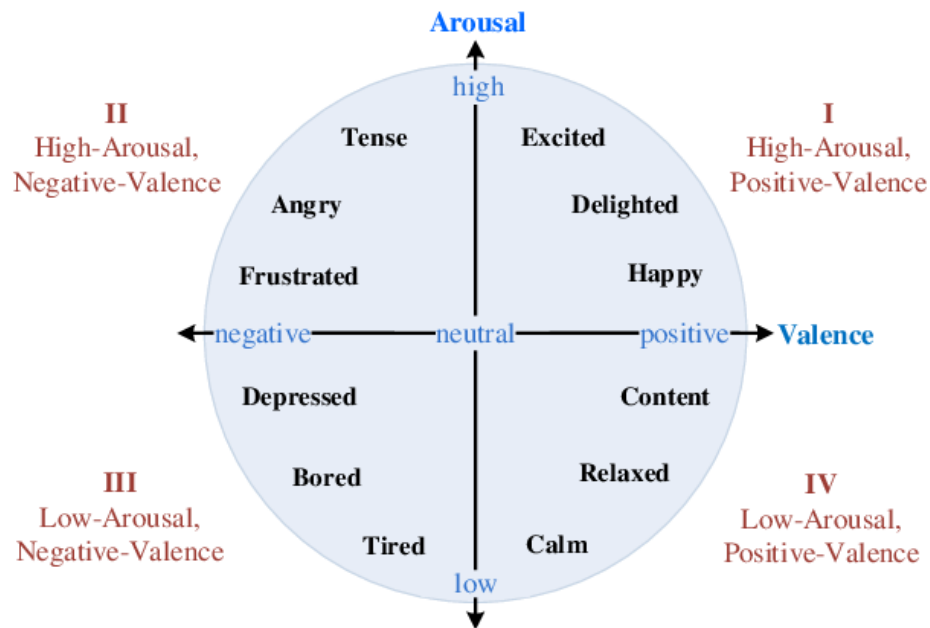 Arousal
high
II
High-Arousal,
Negative-Valence
I
High-Arousal,
Positive-Valence
Tense
Excited
Angry
Delighted
Frustrated
Happy
negative
neutral
positive
Valence
Depressed
Content
Bored
Relaxed
Tired
Calm
III
Low-Arousal,
Negative-Valence
IV
Low-Arousal,
Positive-Valence
low